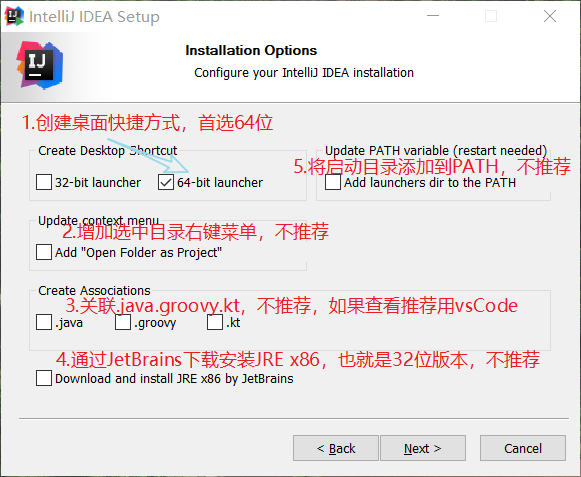 IntelliJ IDEA Setup
IJ
Installation Options
Configure your IntelliJ IDEA installation
1.创建桌面快捷方式，首选64位
Create Desktop Shortcut
Update PATH variable (restart needed)
5.将启动目录添加到PATH，不推荐
32-bit launcher
64-bit launcher
Add launchers dir to the PATH
Update context menu
2.增加选中目录右键菜单，不推荐
Add "Open Folder as Project"
Create Associations
3.关联.java.groovy.kt，不推荐，如果查看推荐用vsCode
.java
.groovy
.kt
4.通过JetBrains下载安装JRE x86，也就是32位版本，不推荐
Download and install JRE x86 by JetBrains
< Back
Next >
Cancel